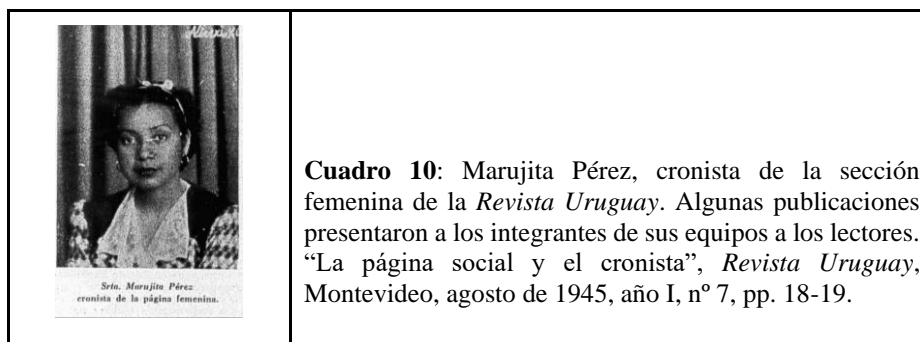 Srta. Marujita Pérez
cronista de la página femenina.
Cuadro 10: Marujita Pérez, cronista de la sección
femenina de la Revista Uruguay. Algunas publicaciones
presentaron a los integrantes de sus equipos a los lectores.
“La página social y el cronista”, Revista Uruguay,
Montevideo, agosto de 1945, año I, nº 7, pp. 18-19.